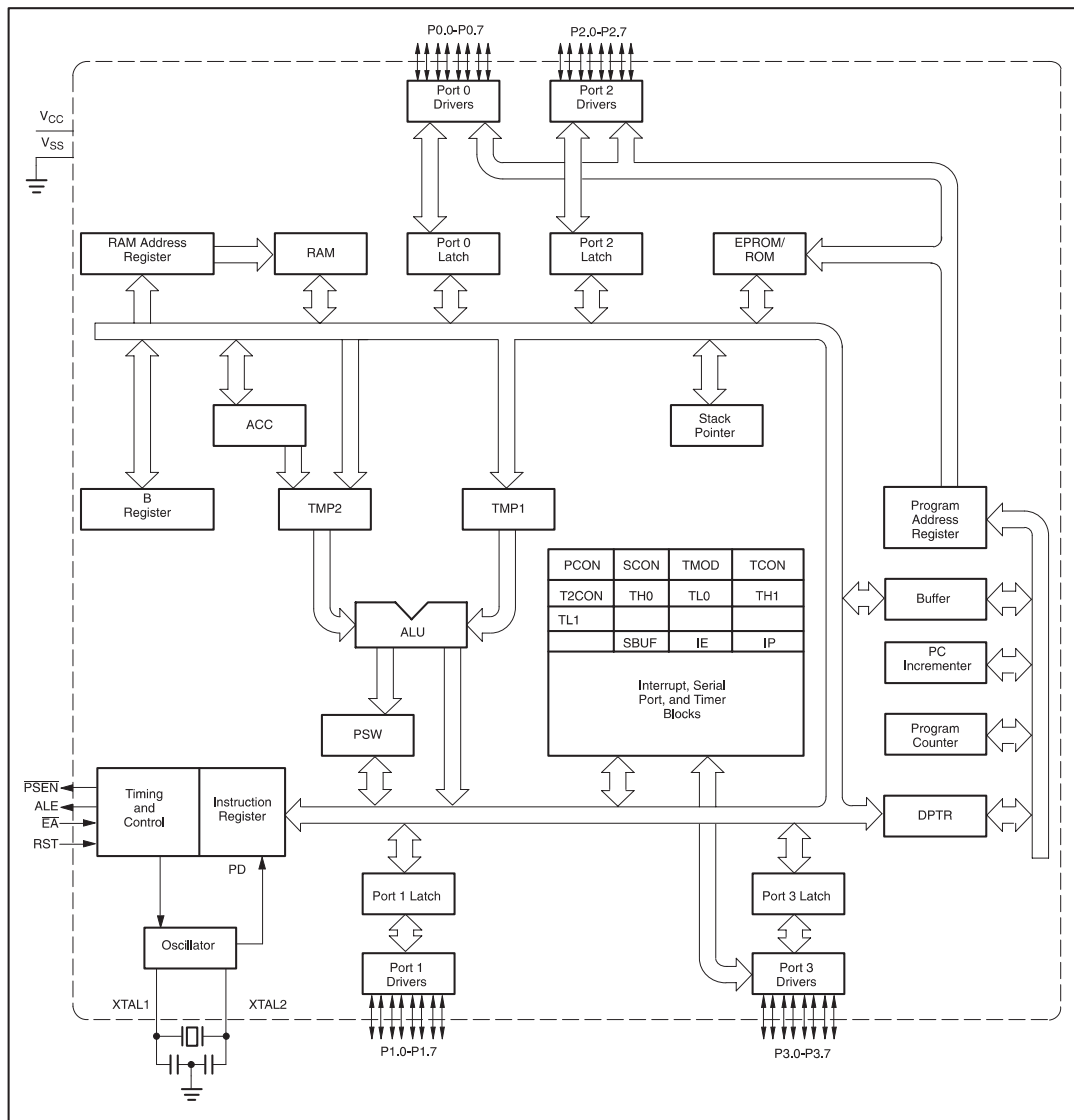 P0.0-P0.7
P2.0-P2.7
Port 0
Drivers
Port 2
Drivers
VCC
VSS
RAM Address
Register
RAM
Port 0
Latch
Port 2
Latch
EPROM/
ROM
ACC
Stack
Pointer
B
Register
TMP2
TMP1
Program
Address
Register
PCON SCON TMOD TCON
T2CON TH0 TL0 TH1
TL1
SBUF IE IP
Interrupt, Serial
Port, and Timer
Blocks
Buffer
ALU
PC
Incrementer
PSW
Program
Counter
PSEN
ALE
EA
RST
Timing
and
Control
Instruction
Register
DPTR
PD
Port 1 Latch
Port 3 Latch
Oscillator
Port 1
Drivers
Port 3
Drivers
XTAL1
XTAL2
P1.0-P1.7
P3.0-P3.7